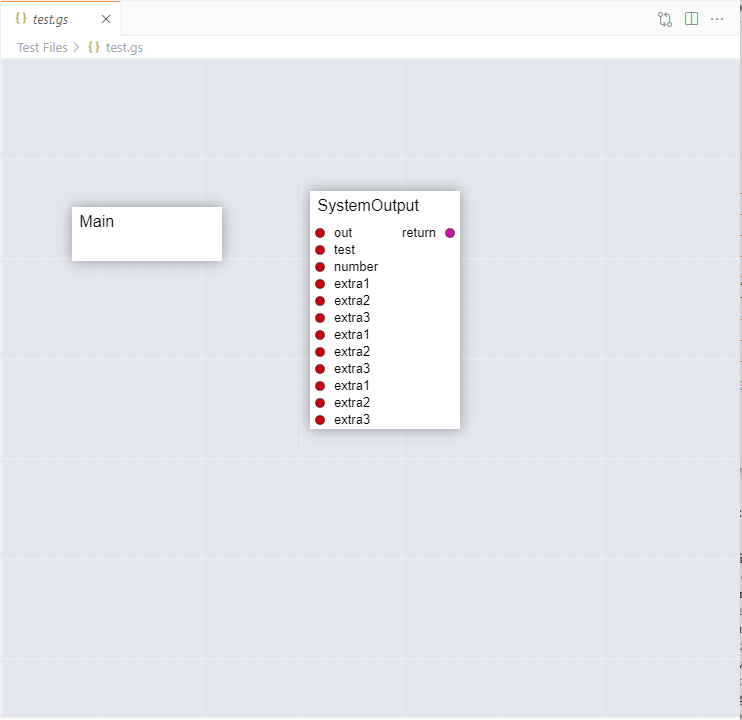 {} test.gs
Test Files > {} test.gs
Main
SystemOutput
out return
test
number
extra1
extra2
extra3
extra1
extra2
extra3
extra1
extra2
extra3